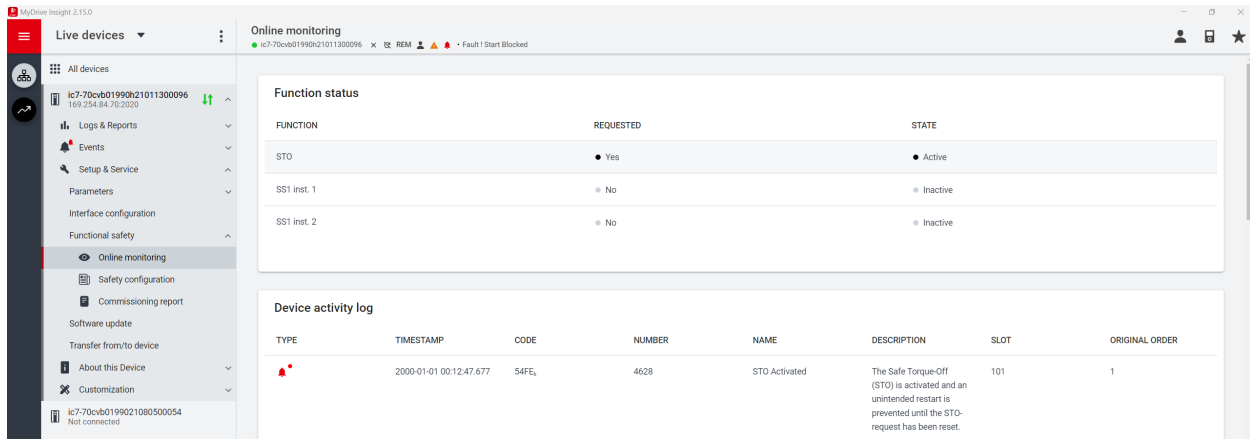 MyDrive Insight 2.15.0
Live devices
Online monitoring
ic7-70cvb01990h21011300096 REM • Fault ! Start Blocked
All devices
ic7-70cvb01990h21011300096
169.254.84.70:2020
Logs & Reports
Events
Setup & Service
Parameters
Interface configuration
Functional safety
Online monitoring
Safety configuration
Commissioning report
Software update
Transfer from/to device
About this Device
Customization
ic7-70cvb0199021080500054
Not connected
Function status
FUNCTION REQUESTED STATE
STO Yes Active
SS1 inst. 1 No Inactive
SS1 inst. 2 No Inactive
Device activity log
TYPE TIMESTAMP CODE NUMBER NAME DESCRIPTION SLOT ORIGINAL ORDER
2000-01-01 00:12:47.677 54FEₕ 4628 STO Activated The Safe Torque-Off 101 1
(STO) is activated and an
unintended restart is
prevented until the STO-
request has been reset.